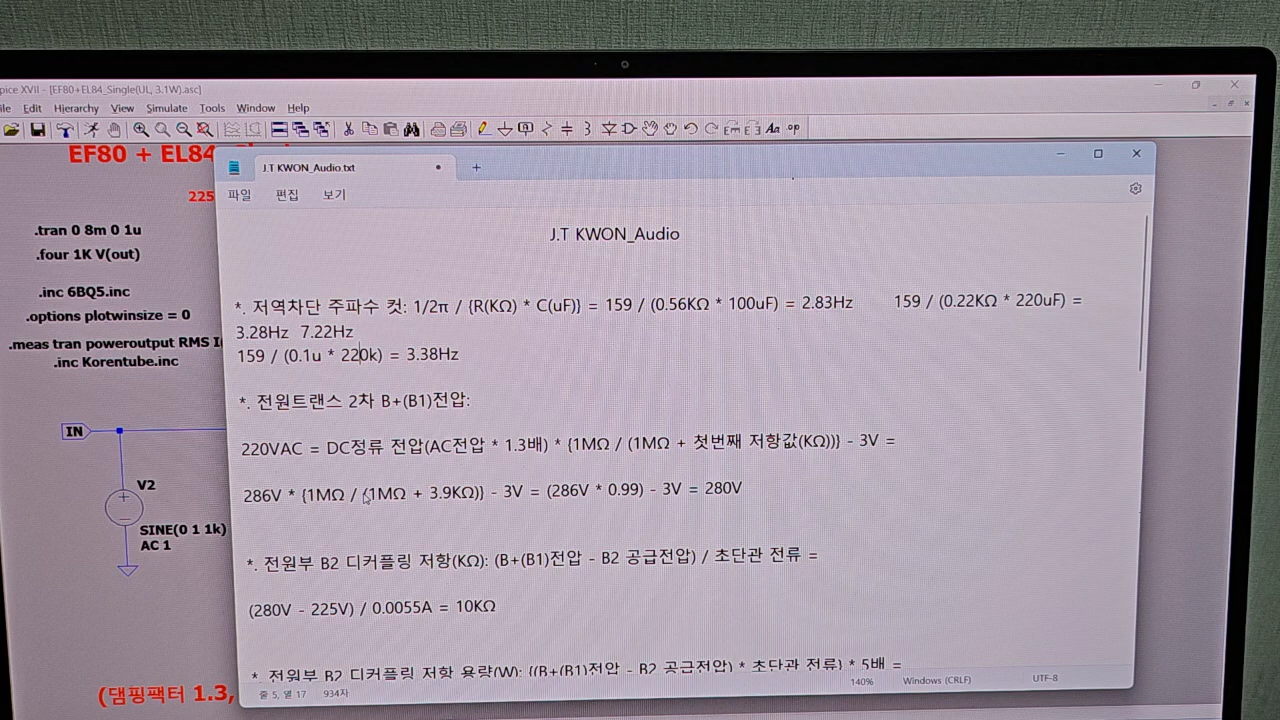 pice XVII - [EF80+EL84_Single(UL, 3.1W).asc]
Edit Hierarchy View Simulate Tools Window Help
EF80 + EL84
J.T KWON_Audio.txt
파일 편집 보기
225
.tran 0 8m 0 1u
.four 1K V(out)
.inc 6BQ5.inc
.options plotwinsize = 0
.meas tran poweroutput RMS
.inc Korentube.inc
IN
V2
SINE(0 1 1k)
AC 1
(댐핑팩터 1.3,
J.T KWON_Audio
*. 저역차단 주파수 컷: 1/2π / {R(KΩ) * C(uF)} = 159 / (0.56KΩ * 100uF) = 2.83Hz 159 / (0.22KΩ * 220uF) =
3.28Hz 7.22Hz
159 / (0.1u * 220k) = 3.38Hz
*. 전원트랜스 2차 B+(B1)전압:
220VAC = DC정류 전압(AC전압 * 1.3배) * {1MΩ / (1MΩ + 첫번째 저항값(KΩ))} - 3V =
286V * {1MΩ / (1MΩ + 3.9KΩ)} - 3V = (286V * 0.99) - 3V = 280V
*. 전원부 B2 디커플링 저항(KΩ): (B+(B1)전압 - B2 공급전압) / 초단관 전류 =
(280V - 225V) / 0.0055A = 10KΩ
*. 전원부 B2 디커플링 저항 용량(W): {(B+(B1)전압 - B2 공급전압) * 초단관 전류} * 5배 =
줄 5, 열 17 934자 140% Windows (CRLF) UTF-8